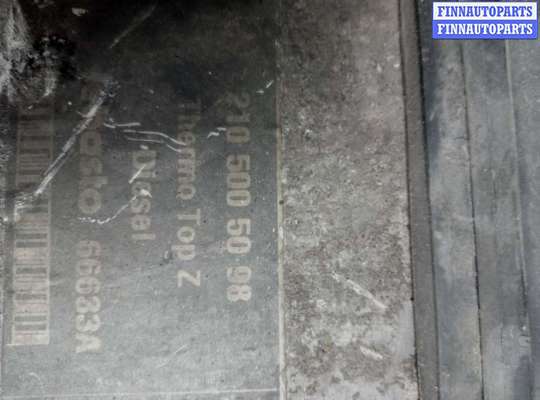 FINNAUTOPARTS
FINNAUTOPARTS
210 500 50 98
Thermo Top Z
Diesel
66633A